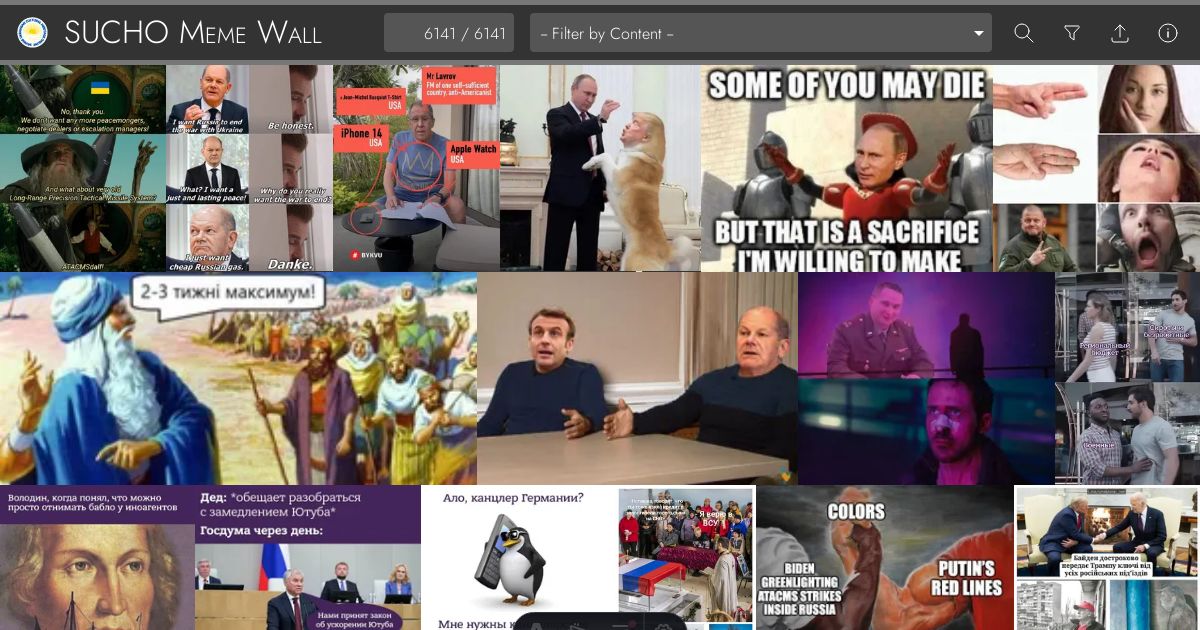 SUCHO Meme Wall
6141 / 6141
– Filter by Content –
No, thank you.
We don't want any more peacemongers,
negotiate-dealers or escalation managers!
And what about very old
Long-Range Precision Tactical Missile System?
ATACMSdalf!
I want Russia to end
the war with Ukraine
Be honest.
What? I want a
just and lasting peace!
Why do you really
want the war to end?
I just want
cheap Russian gas.
Danke.
Mr Lavrov
FM of one self-sufficient
country, anti-Americanist
Jean-Michel Basquiat T-Shirt
USA
iPhone 14
USA
Apple Watch
USA
# BYKVU
SOME OF YOU MAY DIE
BUT THAT IS A SACRIFICE
I'M WILLING TO MAKE
2-3 тижні максимум!
Региональный
бюджет
Сироты и
безработные
Военные
Володин, когда понял, что можно
просто отнимать бабло у иноагентов
Дед: *обещает разобраться
с замедлением Ютуба*
Госдума через день:
Нами принят закон
об ускорении Ютуба
Ало, канцлер Германии?
Мне нужны
Я верю в
ВСУ
COLORS
BIDEN
GREENLIGHTING
ATACMS STRIKES
INSIDE RUSSIA
PUTIN'S
RED LINES
Байден достроково
передає Трампу ключі від
усіх російських під'їздів